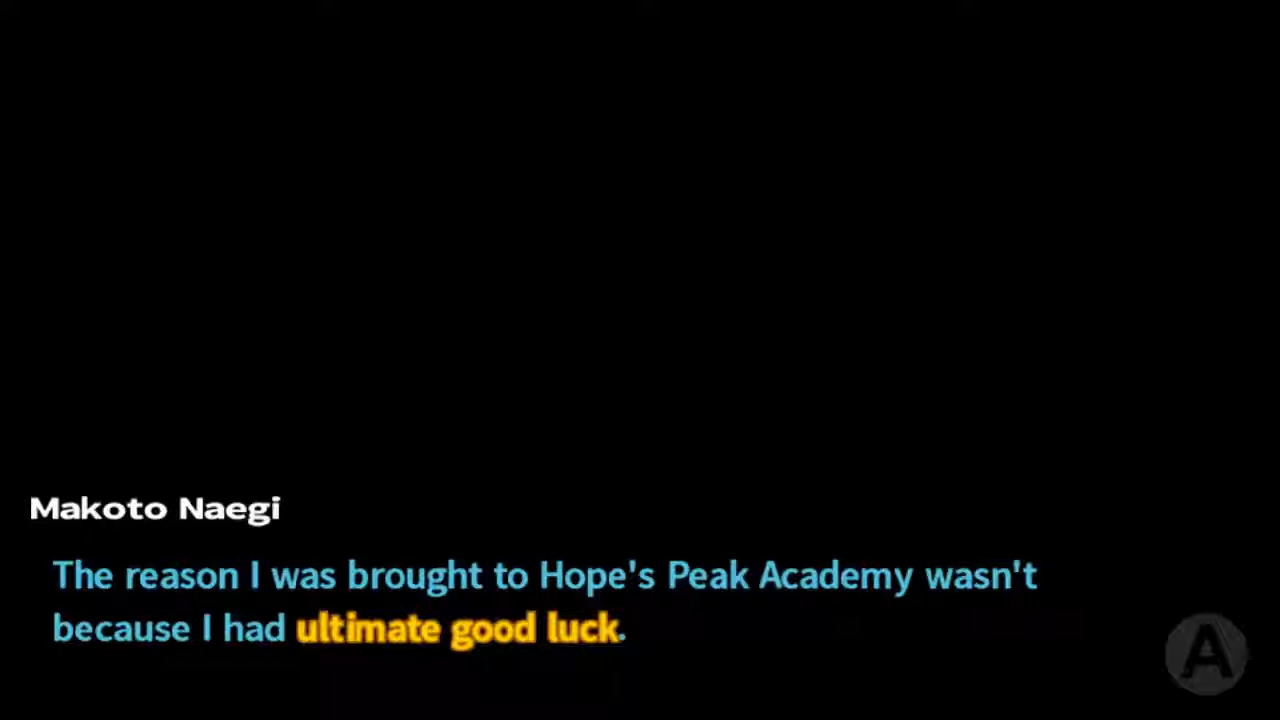 Makoto Naegi
The reason I was brought to Hope's Peak Academy wasn't
because I had ultimate good luck.
A